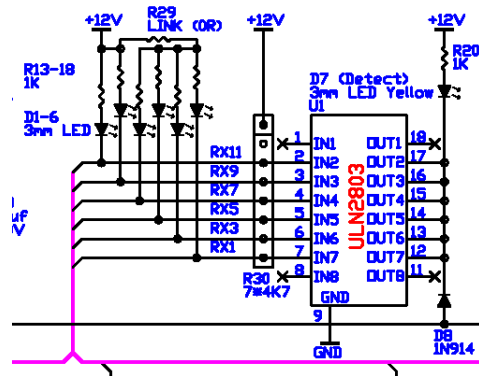 +12V
R29
LINK (OR)
+12V
+12V
R13-18
1K
R20
1K
D1-6
3mm LED
D7 (Detect)
3mm LED Yellow
U1
RX11
RX9
RX7
RX5
RX3
RX1
1 IN1 OUT1 18
2 IN2 OUT2 17
3 IN3 OUT3 16
4 IN4 OUT4 15
5 IN5 OUT5 14
6 IN6 OUT6 13
7 IN7 OUT7 12
8 IN8 OUT8 11
ULN2803
GND
9
R30
7*4K7
GND
D8
1N914
uf